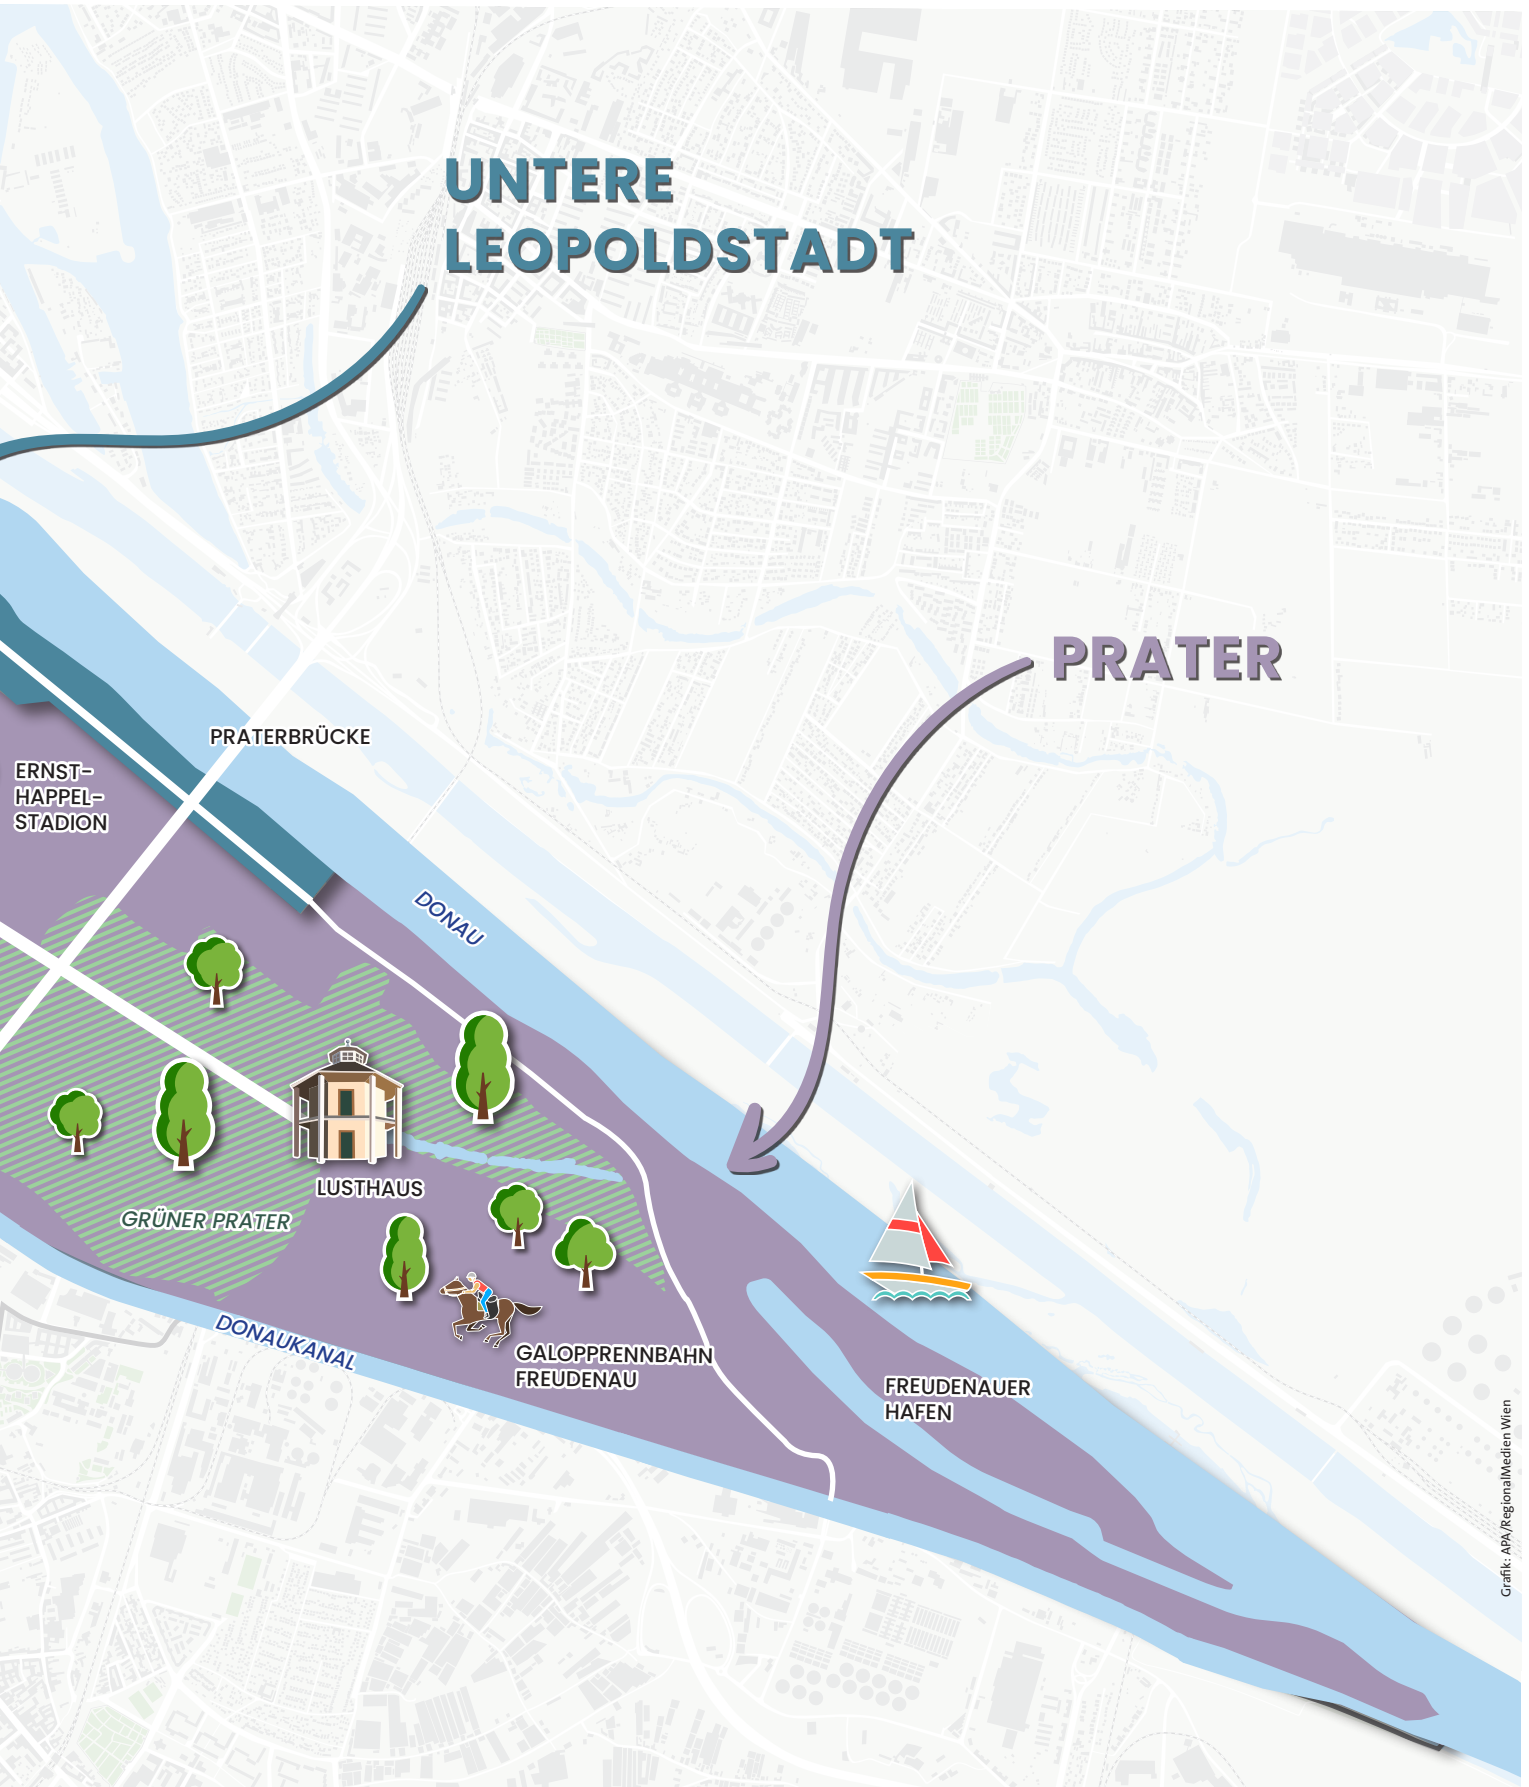 UNTERE
LEOPOLDSTADT
PRATER
PRATERBRÜCKE
ERNST-
HAPPEL-
STADION
DONAU
LUSTHAUS
GRÜNER PRATER
DONAUKANAL
GALOPPRENNBAHN
FREUDENAU
FREUDENAUER
HAFEN
Grafik: APA/RegionalMedien Wien